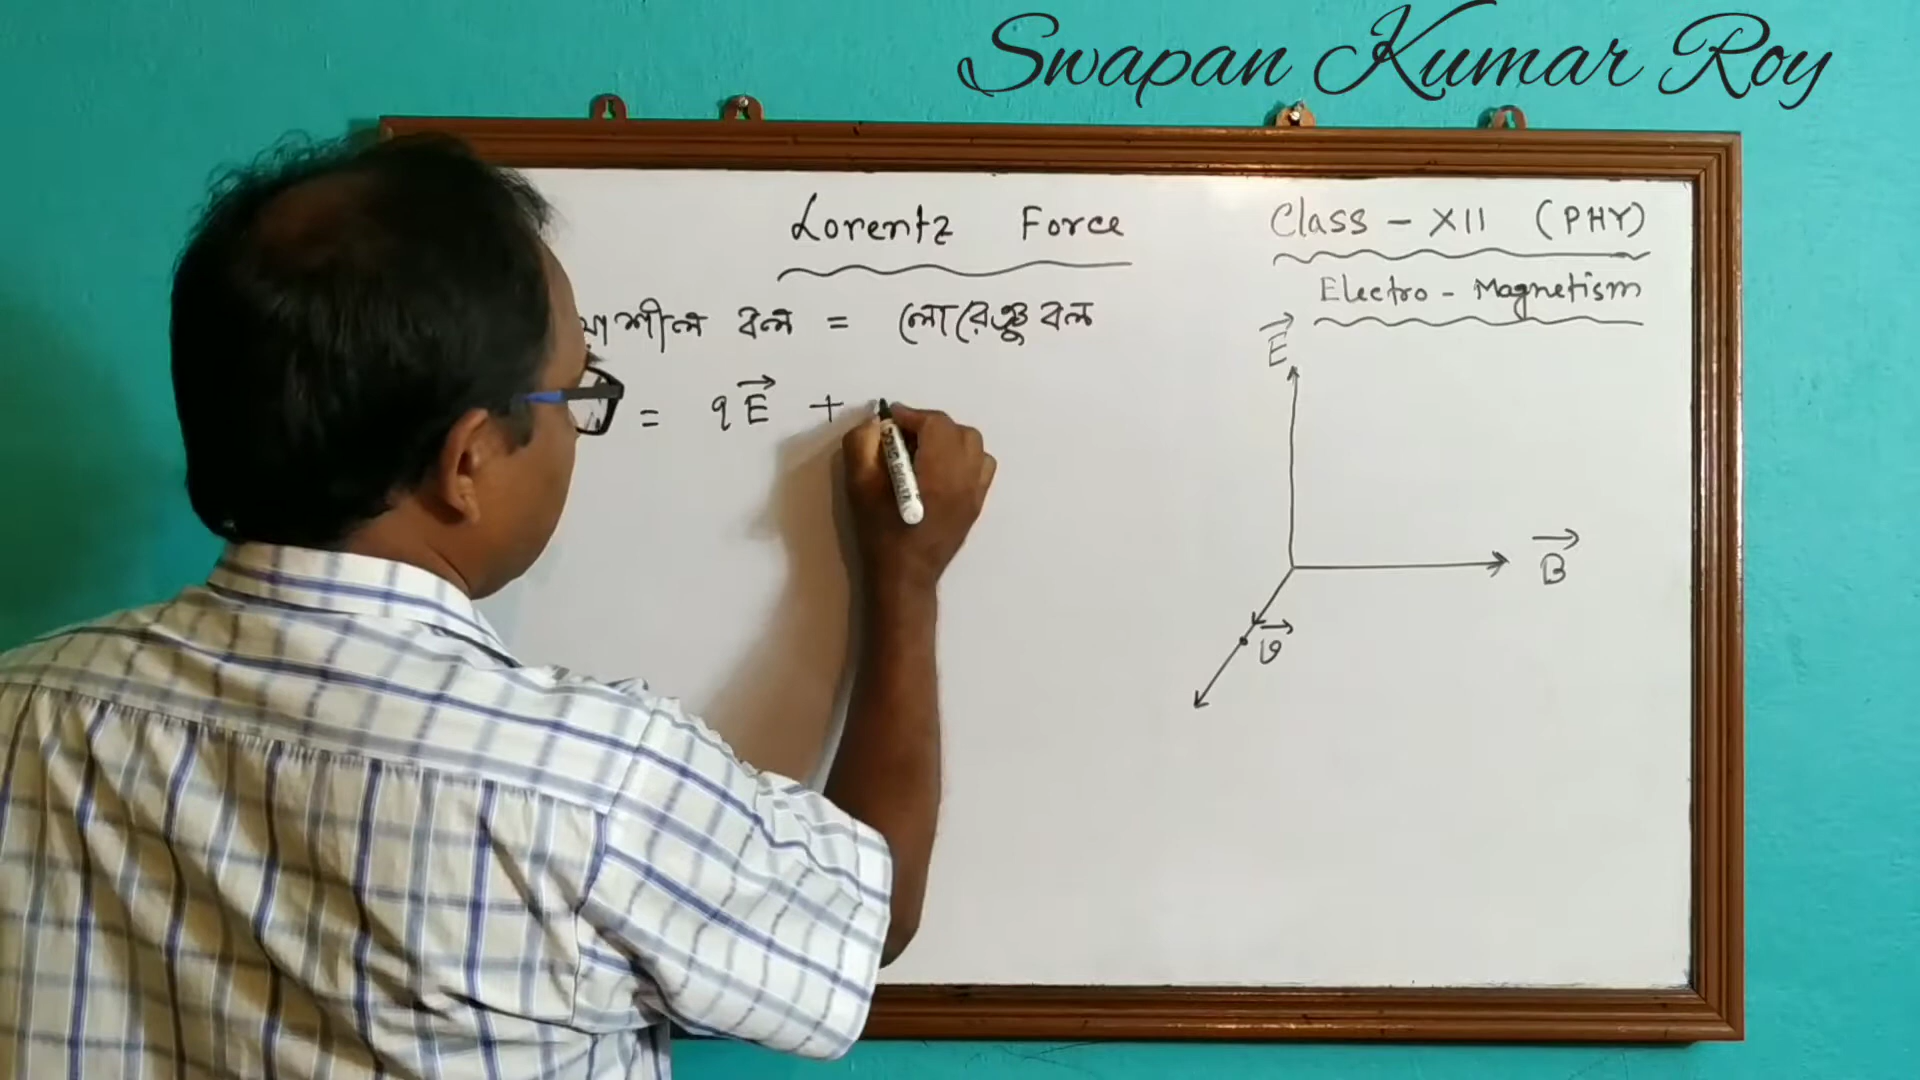 Swapan Kumar Roy
Lorentz Force
Class - XII (PHY)
Electro - Magnetism
য়াশীল বল = লোরেঞ্জ বল
= qE⃗ +
E⃗
B⃗
v⃗